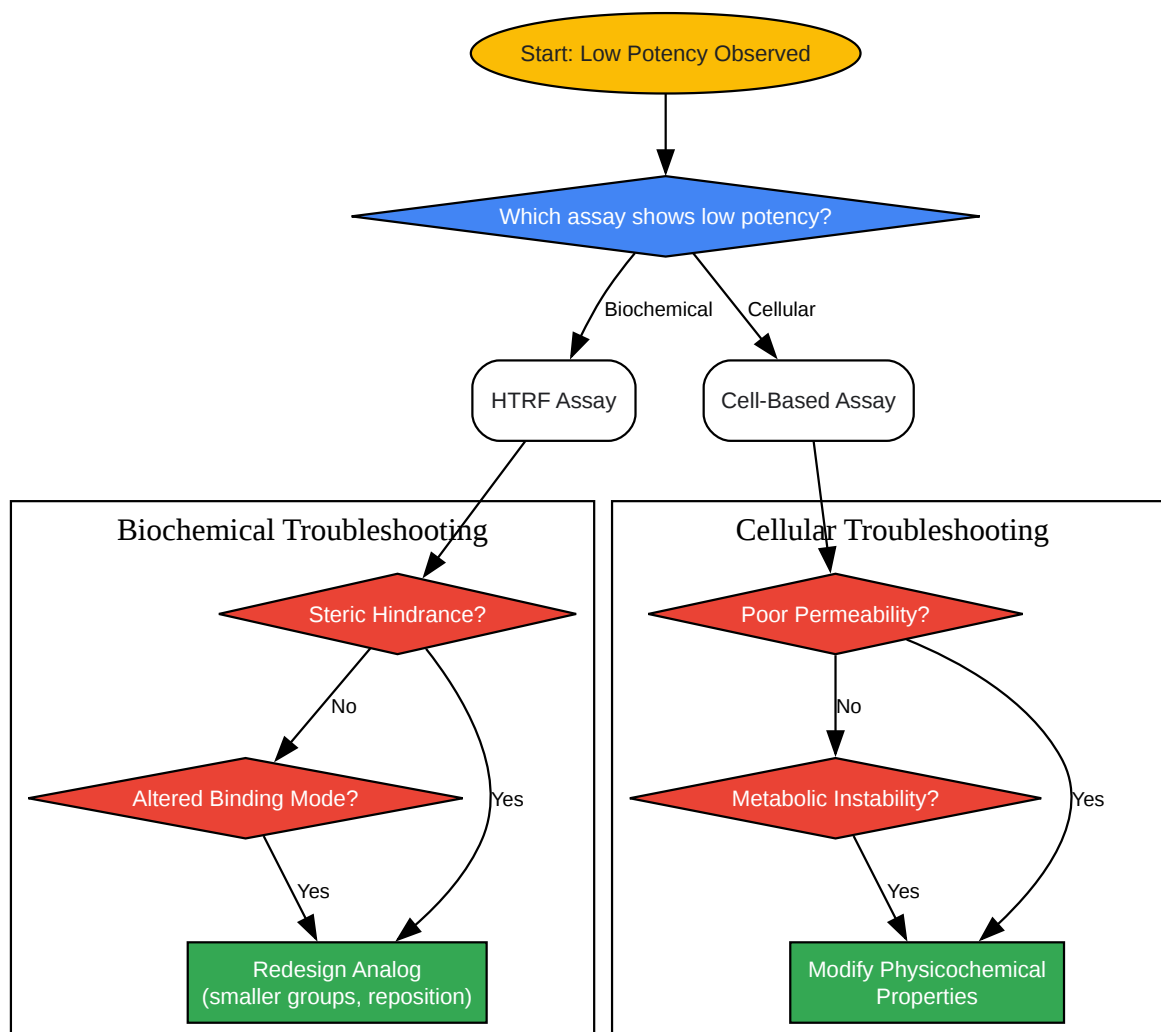 Start: Low Potency Observed
Which assay shows low potency?
Biochemical
Cellular
HTRF Assay
Cell-Based Assay
Biochemical Troubleshooting
Cellular Troubleshooting
Steric Hindrance?
Poor Permeability?
No
No
Altered Binding Mode?
Yes
Metabolic Instability?
Yes
Yes
Yes
Redesign Analog
(smaller groups, reposition)
Modify Physicochemical
Properties